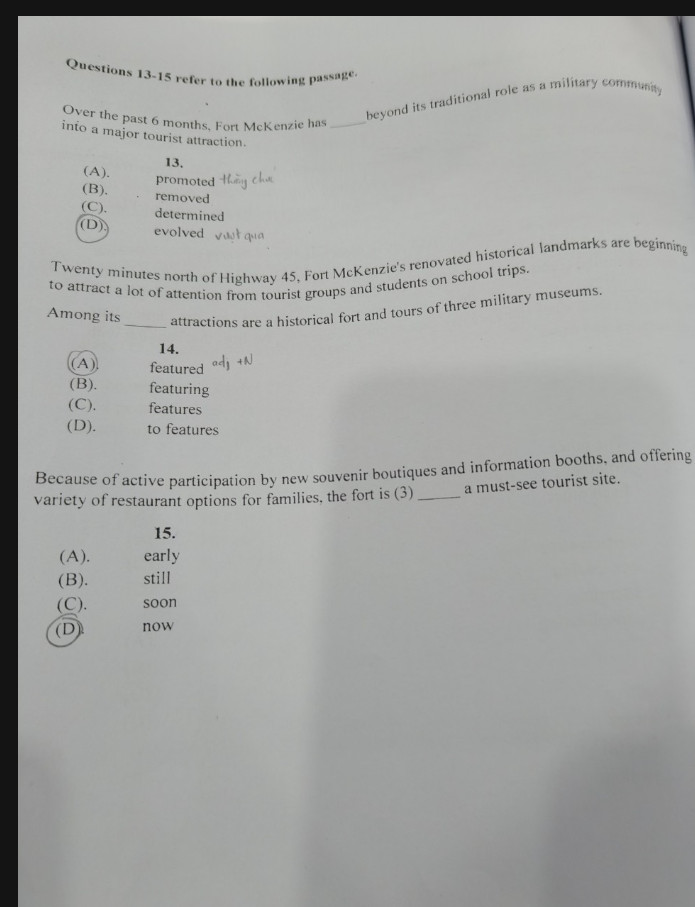 Questions 13-15 refer to the following passage.
Over the past 6 months, Fort McKenzie has ______ beyond its traditional role as a military community
into a major tourist attraction.
13.
(A). promoted
(B). removed
(C). determined
(D). evolved vượt qua
Twenty minutes north of Highway 45, Fort McKenzie's renovated historical landmarks are beginning
to attract a lot of attention from tourist groups and students on school trips.
Among its ______ attractions are a historical fort and tours of three military museums.
14.
(A). featured adj +N
(B). featuring
(C). features
(D). to features
Because of active participation by new souvenir boutiques and information booths, and offering
variety of restaurant options for families, the fort is (3) ______ a must-see tourist site.
15.
(A). early
(B). still
(C). soon
(D). now